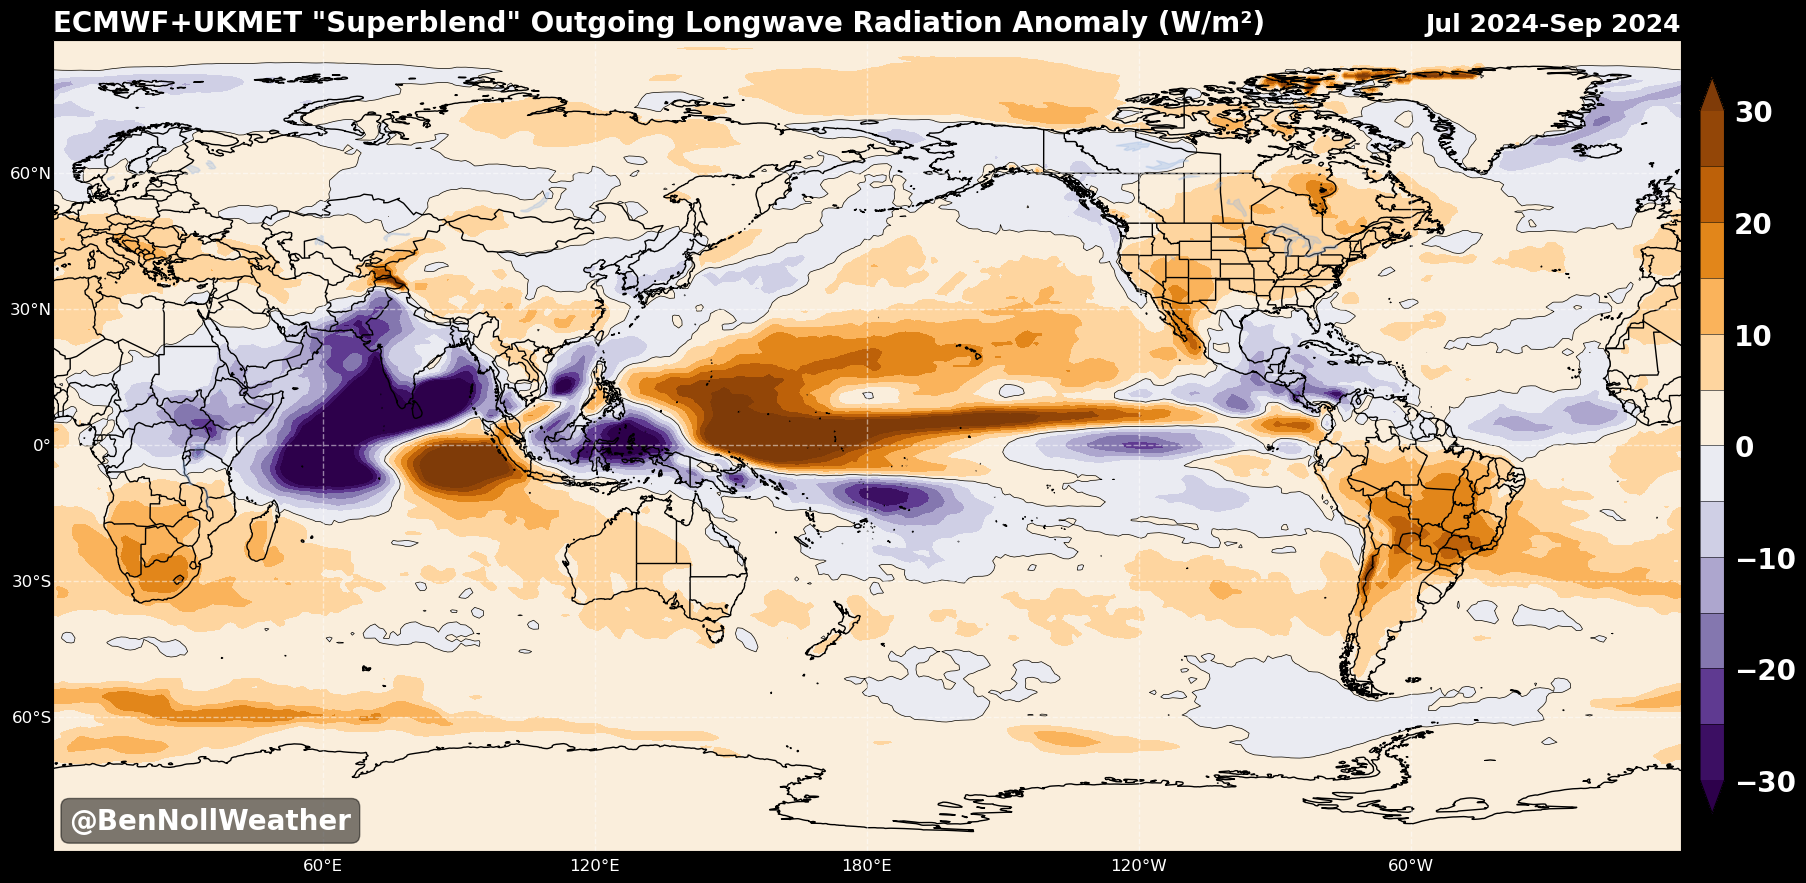 ECMWF+UKMET "Superblend" Outgoing Longwave Radiation Anomaly (W/m²)
Jul 2024-Sep 2024
30
20
10
0
−10
−20
−30
60°N
30°N
0°
30°S
60°S
@BenNollWeather
60°E
120°E
180°E
120°W
60°W